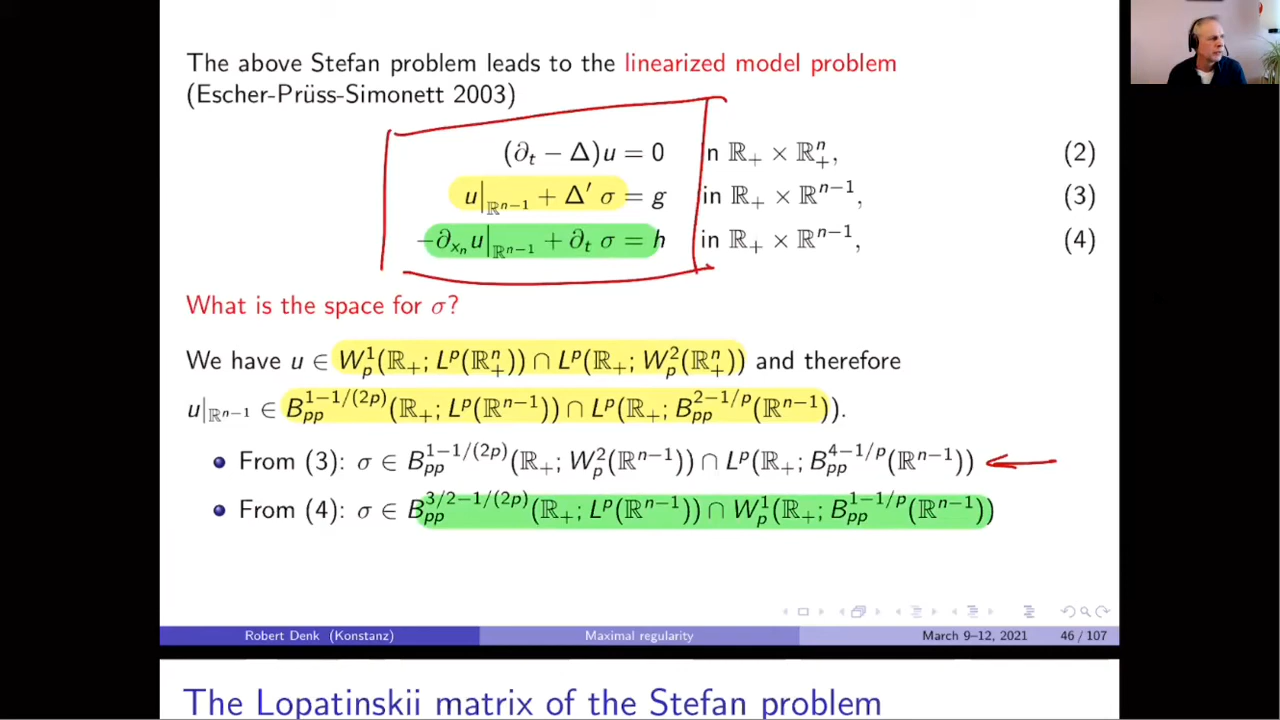 The above Stefan problem leads to the linearized model problem
(Escher-Prüss-Simonett 2003)
(∂_t − Δ)u = 0 n ℝ_+ × ℝ^n_+, (2)
u|_{ℝ^{n−1}} + Δ′ σ = g in ℝ_+ × ℝ^{n−1}, (3)
−∂_{x_n} u|_{ℝ^{n−1}} + ∂_t σ = h in ℝ_+ × ℝ^{n−1}, (4)
What is the space for σ?
We have u ∈ W^1_p(ℝ_+; L^p(ℝ^n_+)) ∩ L^p(ℝ_+; W^2_p(ℝ^n_+)) and therefore
u|_{ℝ^{n−1}} ∈ B^{1−1/(2p)}_{pp}(ℝ_+; L^p(ℝ^{n−1})) ∩ L^p(ℝ_+; B^{2−1/p}_{pp}(ℝ^{n−1})).
• From (3): σ ∈ B^{1−1/(2p)}_{pp}(ℝ_+; W^2_p(ℝ^{n−1})) ∩ L^p(ℝ_+; B^{4−1/p}_{pp}(ℝ^{n−1}))
• From (4): σ ∈ B^{3/2−1/(2p)}_{pp}(ℝ_+; L^p(ℝ^{n−1})) ∩ W^1_p(ℝ_+; B^{1−1/p}_{pp}(ℝ^{n−1}))
Robert Denk (Konstanz) Maximal regularity March 9–12, 2021 46 / 107
The Lopatinskii matrix of the Stefan problem